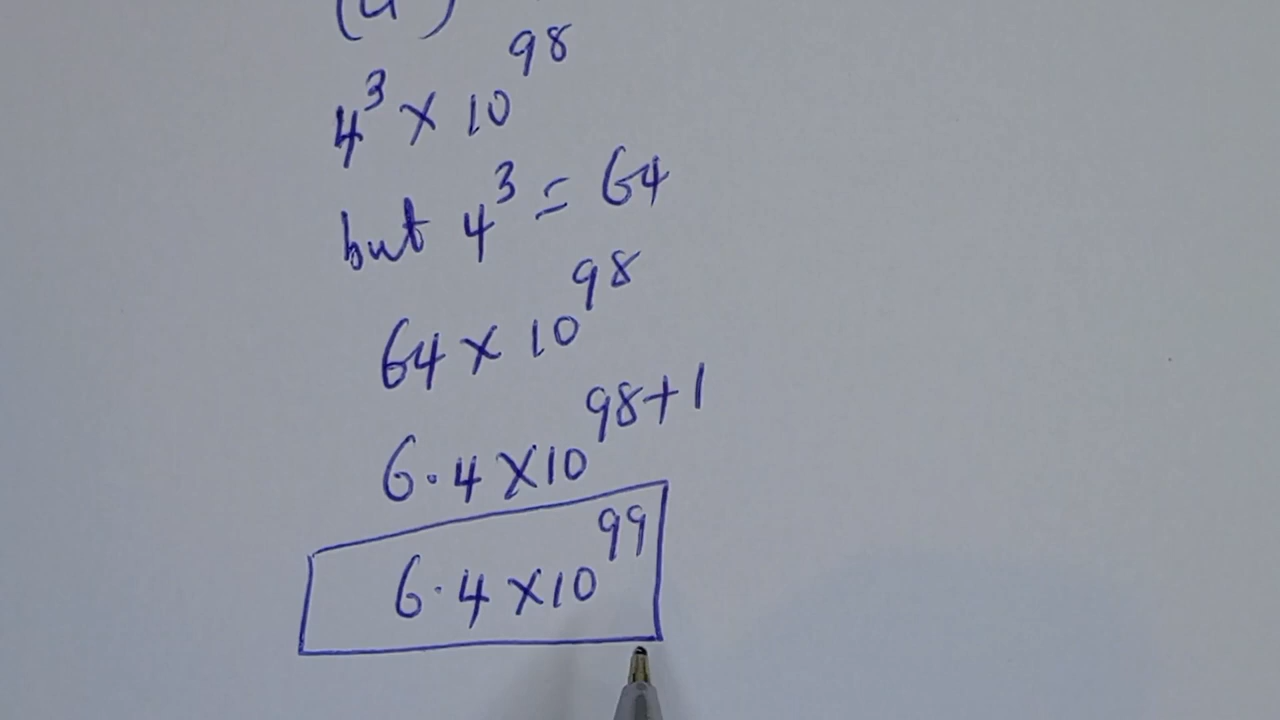 4³ × 10⁹⁸
but 4³ = 64
64 × 10⁹⁸
6.4 × 10⁹⁸⁺¹
6.4 × 10⁹⁹